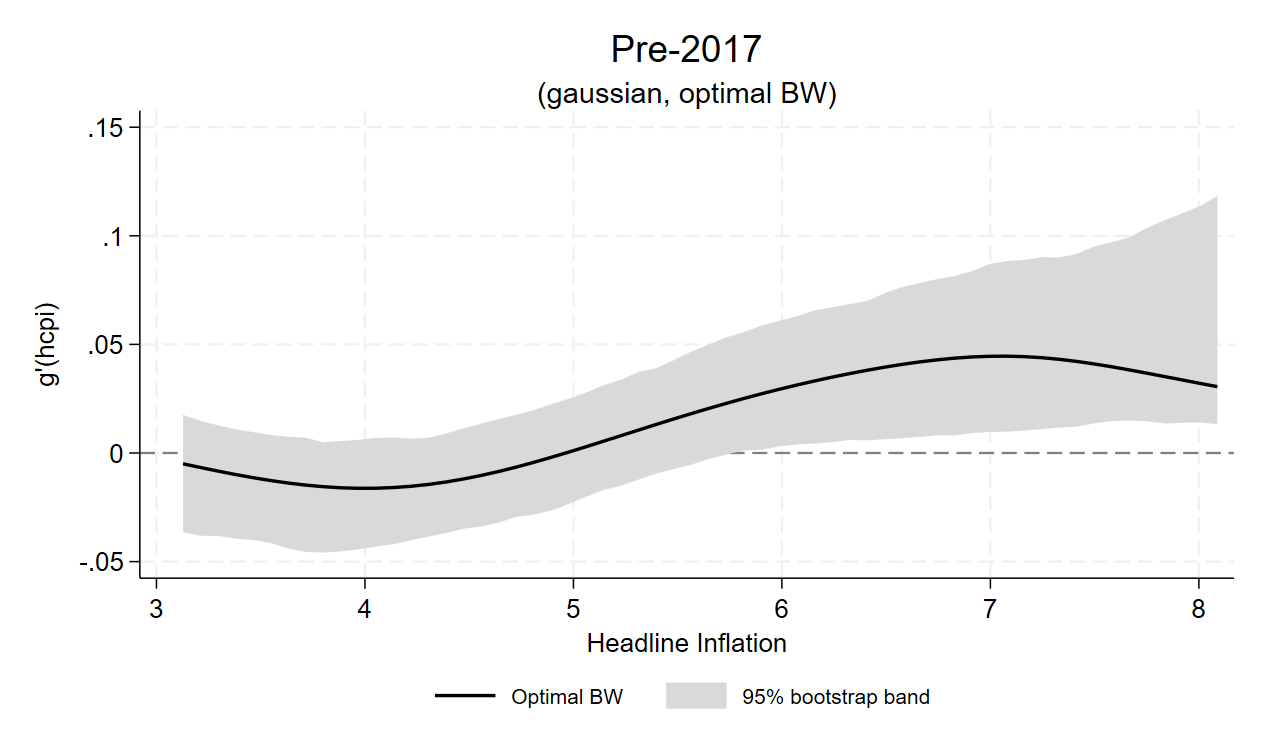 Pre-2017
(gaussian, optimal BW)
.15
.1
.05
0
-.05
g'(hcpi)
3 4 5 6 7 8
Headline Inflation
Optimal BW 95% bootstrap band